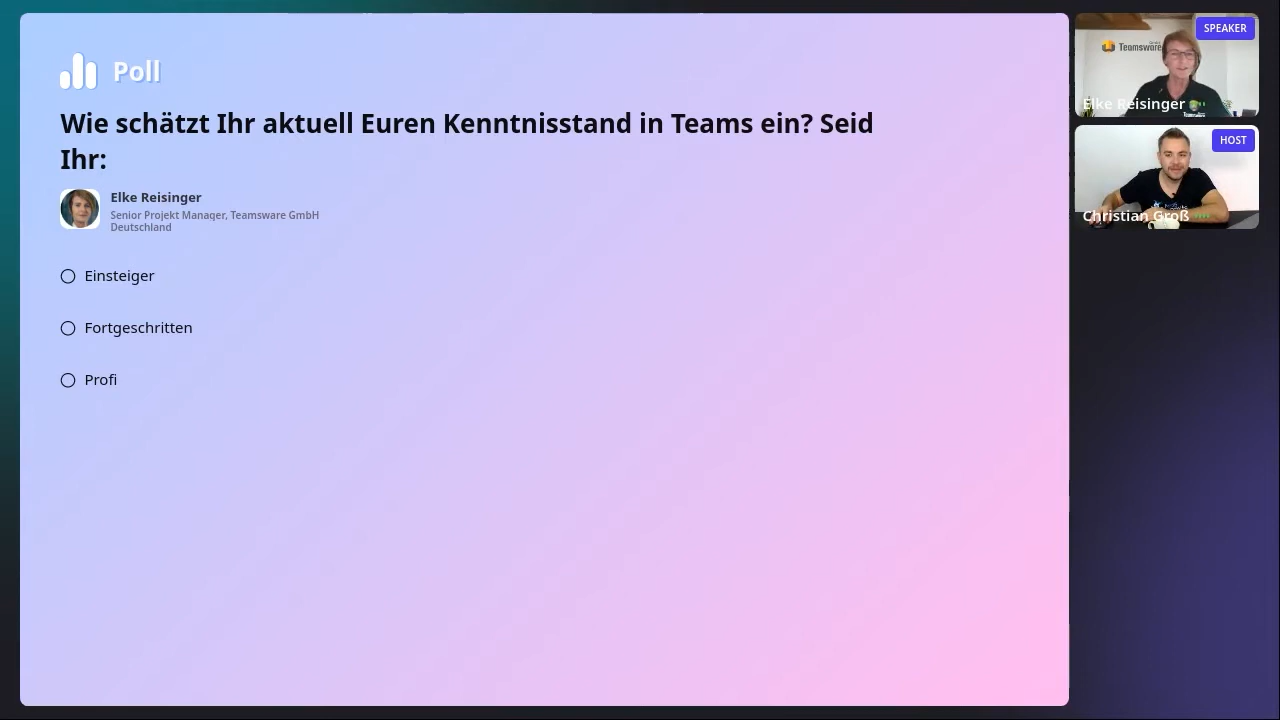 Poll
Wie schätzt Ihr aktuell Euren Kenntnisstand in Teams ein? Seid
Ihr:
Elke Reisinger
Senior Projekt Manager, Teamsware GmbH
Deutschland
Einsteiger
Fortgeschritten
Profi
SPEAKER
Teamsware
Elke Reisinger
HOST
Christian Groß